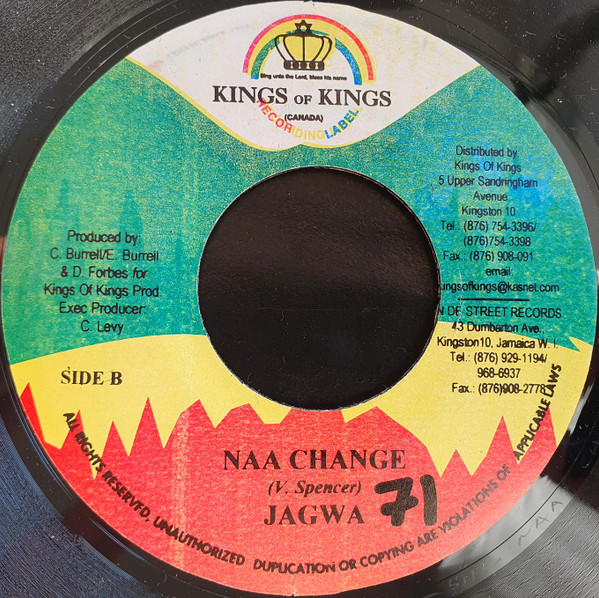 Sing unto the Lord, bless his name
KINGS OF KINGS
(CANADA)
RECORDING LABEL
Distributed by:
Kings Of Kings
5 Upper Sandringham
Avenue
Kingston 10
Tel.: (876) 754-3396/
(876)754-3398
Fax.: (876) 908-091
email:
kingsofkings@kasnet.com
N DE STREET RECORDS
43 Dumbarton Ave.,
Kingston10, Jamaica W. I.
Tel.: (876) 929-1194/
968-6937
Fax.: (876)908-2778
Produced by:
C. Burrell/E. Burrell
& D. Forbes for
Kings Of Kings Prod.
Exec Producer:
C. Levy
SIDE B
NAA CHANGE
(V. Spencer)
JAGWA 71
ALL RIGHTS RESERVED, UNAUTHORIZED DUPLICATION OR COPYING ARE VIOLATIONS OF APPLICABLE LAWS